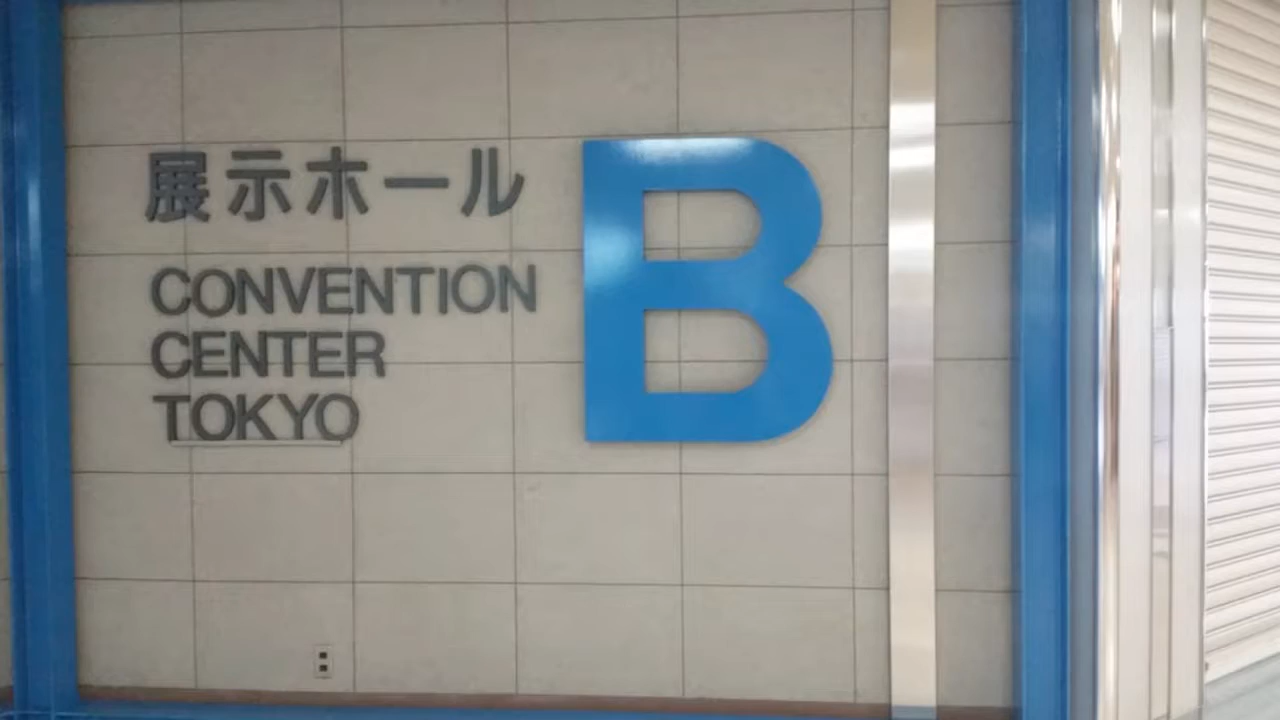 展示ホール
CONVENTION
CENTER
TOKYO
B